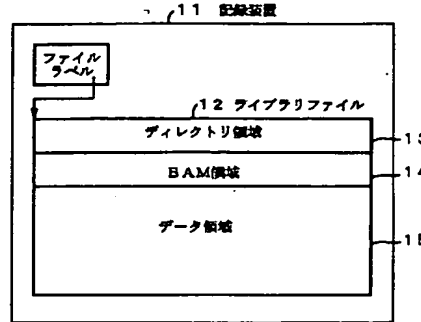 11 記録装置
ファイル
ラベル
12 ライブラリファイル
ディレクトリ領域
13
BAM領域
14
データ領域
15